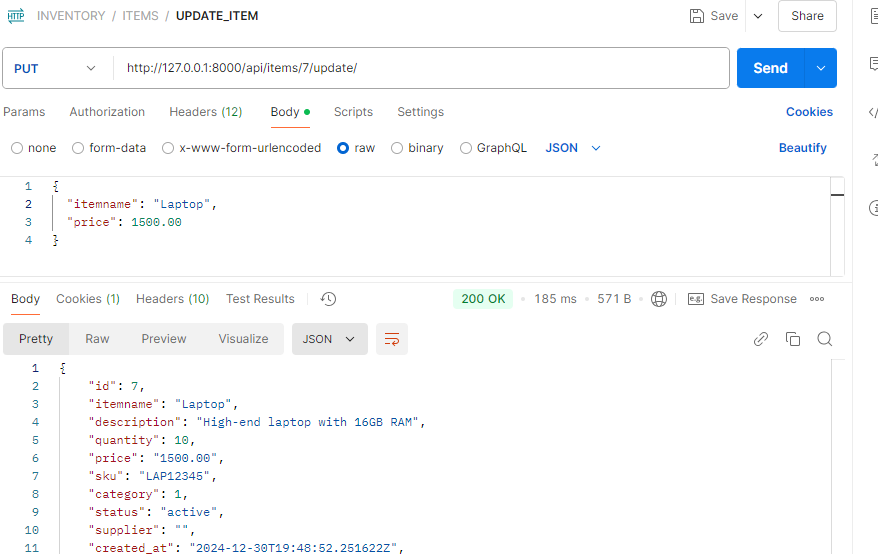 HTTP INVENTORY / ITEMS / UPDATE_ITEM Save Share
PUT http://127.0.0.1:8000/api/items/7/update/ Send
Params Authorization Headers (12) Body Scripts Settings Cookies
none form-data x-www-form-urlencoded raw binary GraphQL JSON Beautify
1 {
2 "itemname": "Laptop",
3 "price": 1500.00
4 }
Body Cookies (1) Headers (10) Test Results 200 OK • 185 ms • 571 B • e.g. Save Response
Pretty Raw Preview Visualize JSON
1 {
2 "id": 7,
3 "itemname": "Laptop",
4 "description": "High-end laptop with 16GB RAM",
5 "quantity": 10,
6 "price": "1500.00",
7 "sku": "LAP12345",
8 "category": 1,
9 "status": "active",
10 "supplier": "",
11 "created_at": "2024-12-30T19:48:52.251622Z",